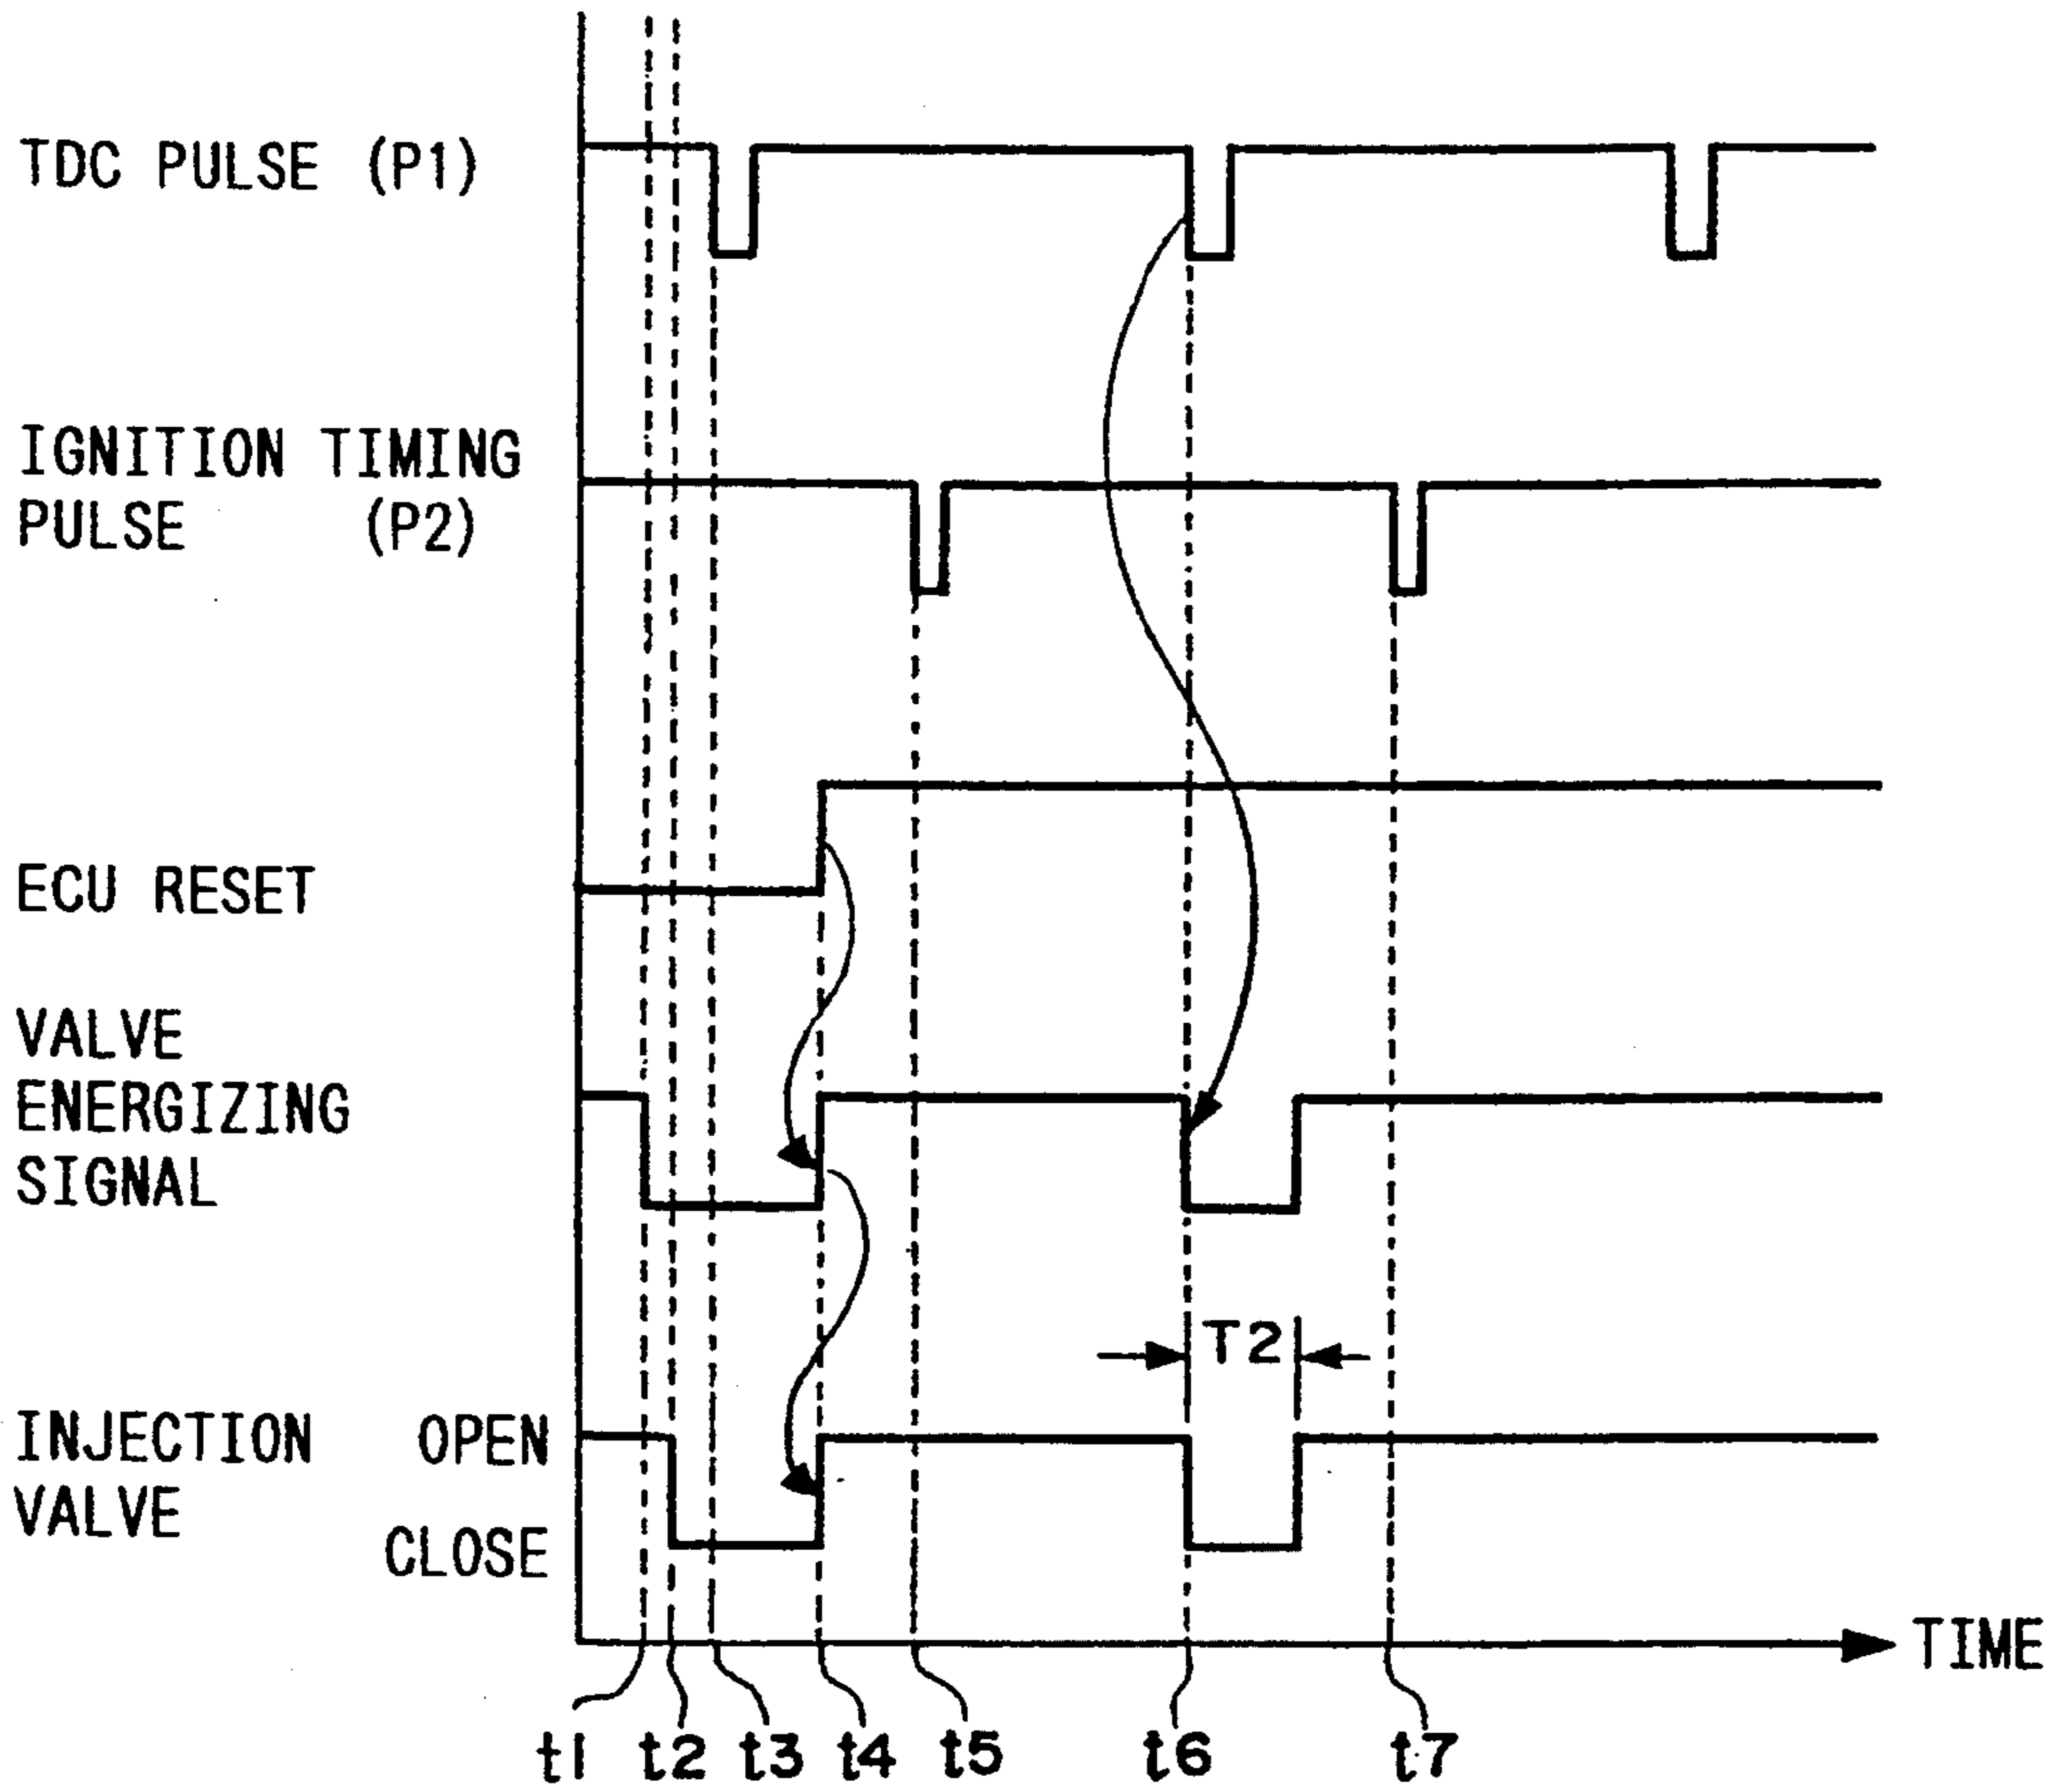 TDC PULSE (P1)
IGNITION TIMING
PULSE (P2)
ECU RESET
VALVE
ENERGIZING
SIGNAL
T2
INJECTION OPEN
VALVE
CLOSE
TIME
t1 t2 t3 t4 t5 t6 t7